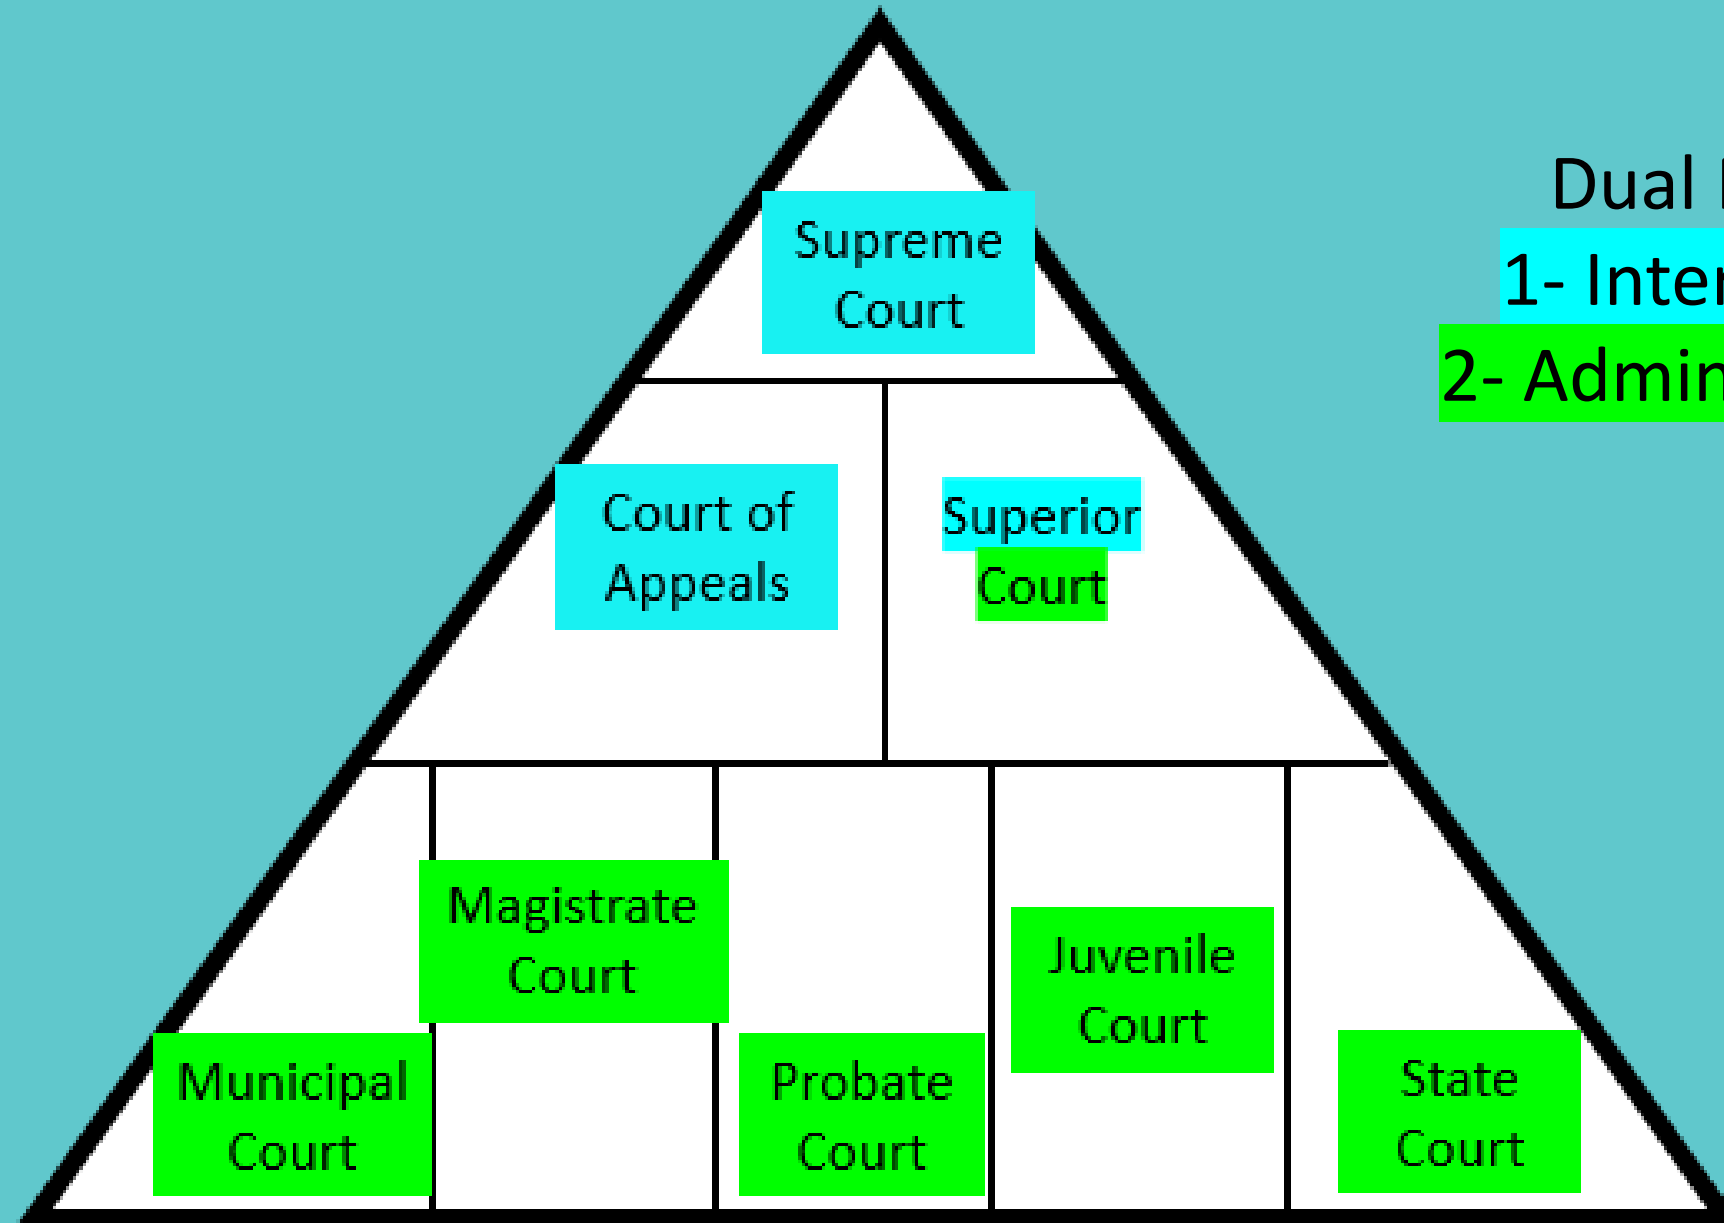 Dual
1- Inter
2- Admin
Supreme
Court
Court of
Appeals
Superior
Court
Magistrate
Court
Juvenile
Court
Municipal
Court
Probate
Court
State
Court